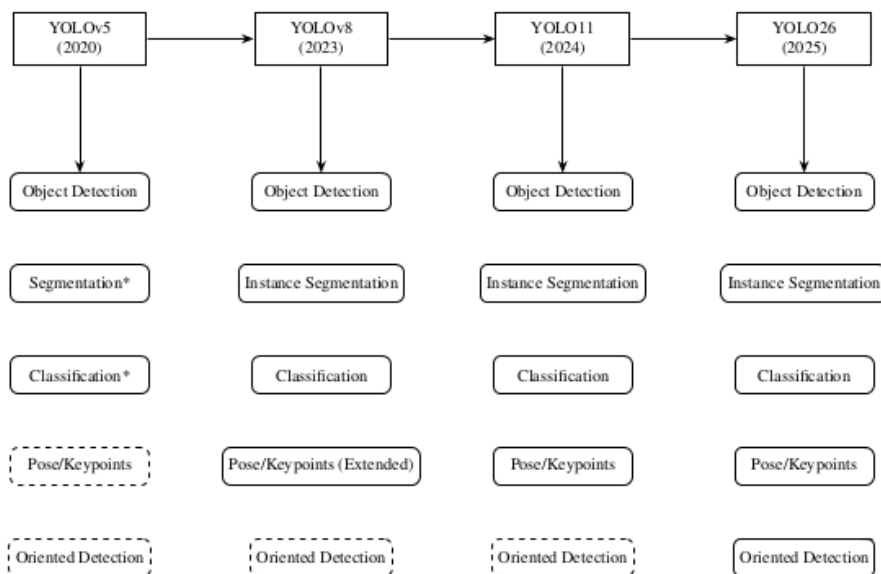 YOLOv5
(2020)
YOLOv8
(2023)
YOLO11
(2024)
YOLO26
(2025)
Object Detection
Object Detection
Object Detection
Object Detection
Segmentation*
Instance Segmentation
Instance Segmentation
Instance Segmentation
Classification*
Classification
Classification
Classification
Pose/Keypoints
Pose/Keypoints (Extended)
Pose/Keypoints
Pose/Keypoints
Oriented Detection
Oriented Detection
Oriented Detection
Oriented Detection